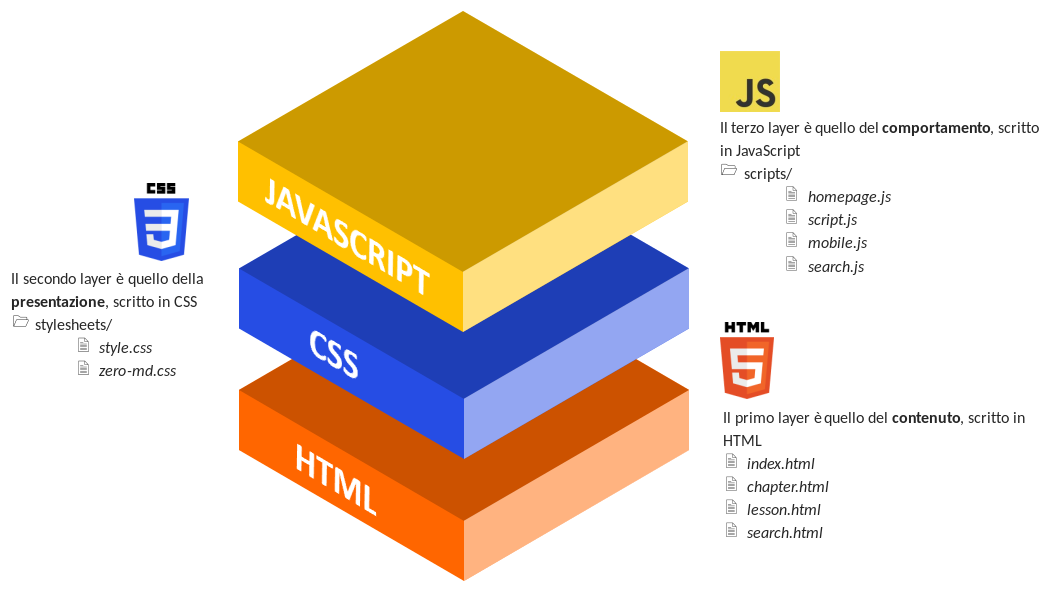 JS
Il terzo layer è quello del comportamento, scritto
in JavaScript
scripts/
homepage.js
script.js
mobile.js
search.js
JAVASCRIPT
CSS
Il secondo layer è quello della
presentazione, scritto in CSS
stylesheets/
style.css
zero-md.css
CSS
HTML
5
Il primo layer è quello del contenuto, scritto in
HTML
index.html
chapter.html
lesson.html
search.html
HTML